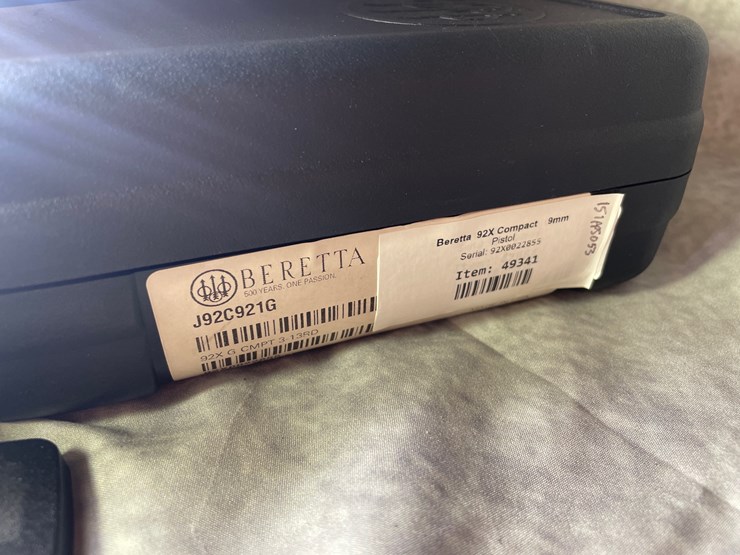 BERETTA
500 YEARS. ONE PASSION.
J92C921G
92X G CMPT 3-13RD
Beretta 92X Compact 9mm
Pistol
Serial: 92X0022855
Item: 49341